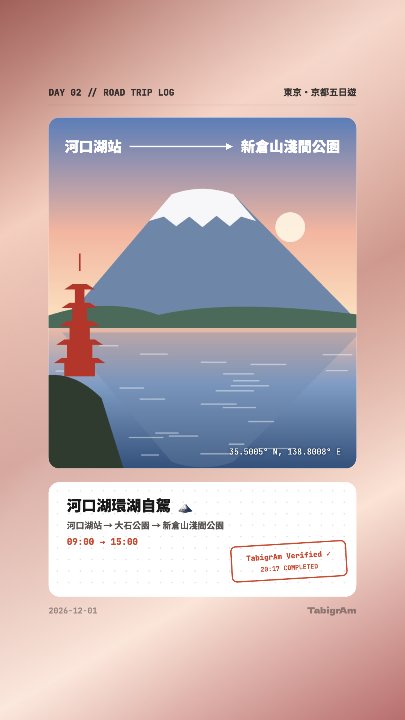 DAY 02 // ROAD TRIP LOG
東京・京都五日遊
河口湖站 → 新倉山淺間公園
35.5005° N, 138.8008° E
河口湖環湖自駕 🗻
河口湖站 → 大石公園 → 新倉山淺間公園
09:00 → 15:00
TabigrAm Verified ✓
20:17 COMPLETED
2026-12-01
TabigrAm